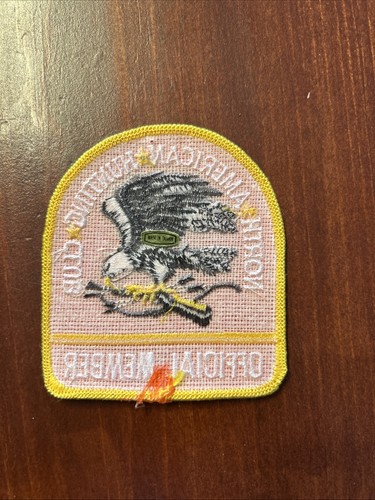 NORTH
AMERICAN HUNTING
CLUB
OFFICIAL MEMBER